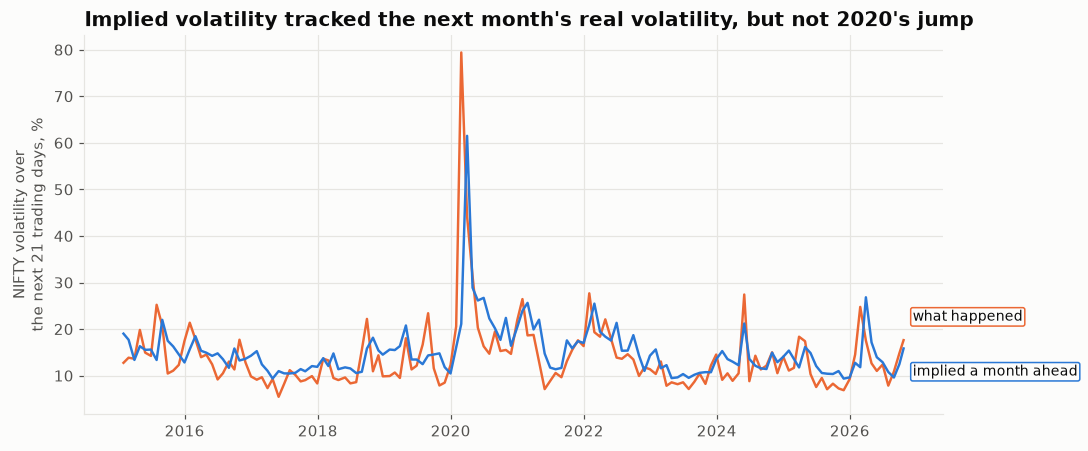 Implied volatility tracked the next month's real volatility, but not 2020's jump
NIFTY volatility over
the next 21 trading days, %
80
70
60
50
40
30
20
10
what happened
implied a month ahead
2016
2018
2020
2022
2024
2026